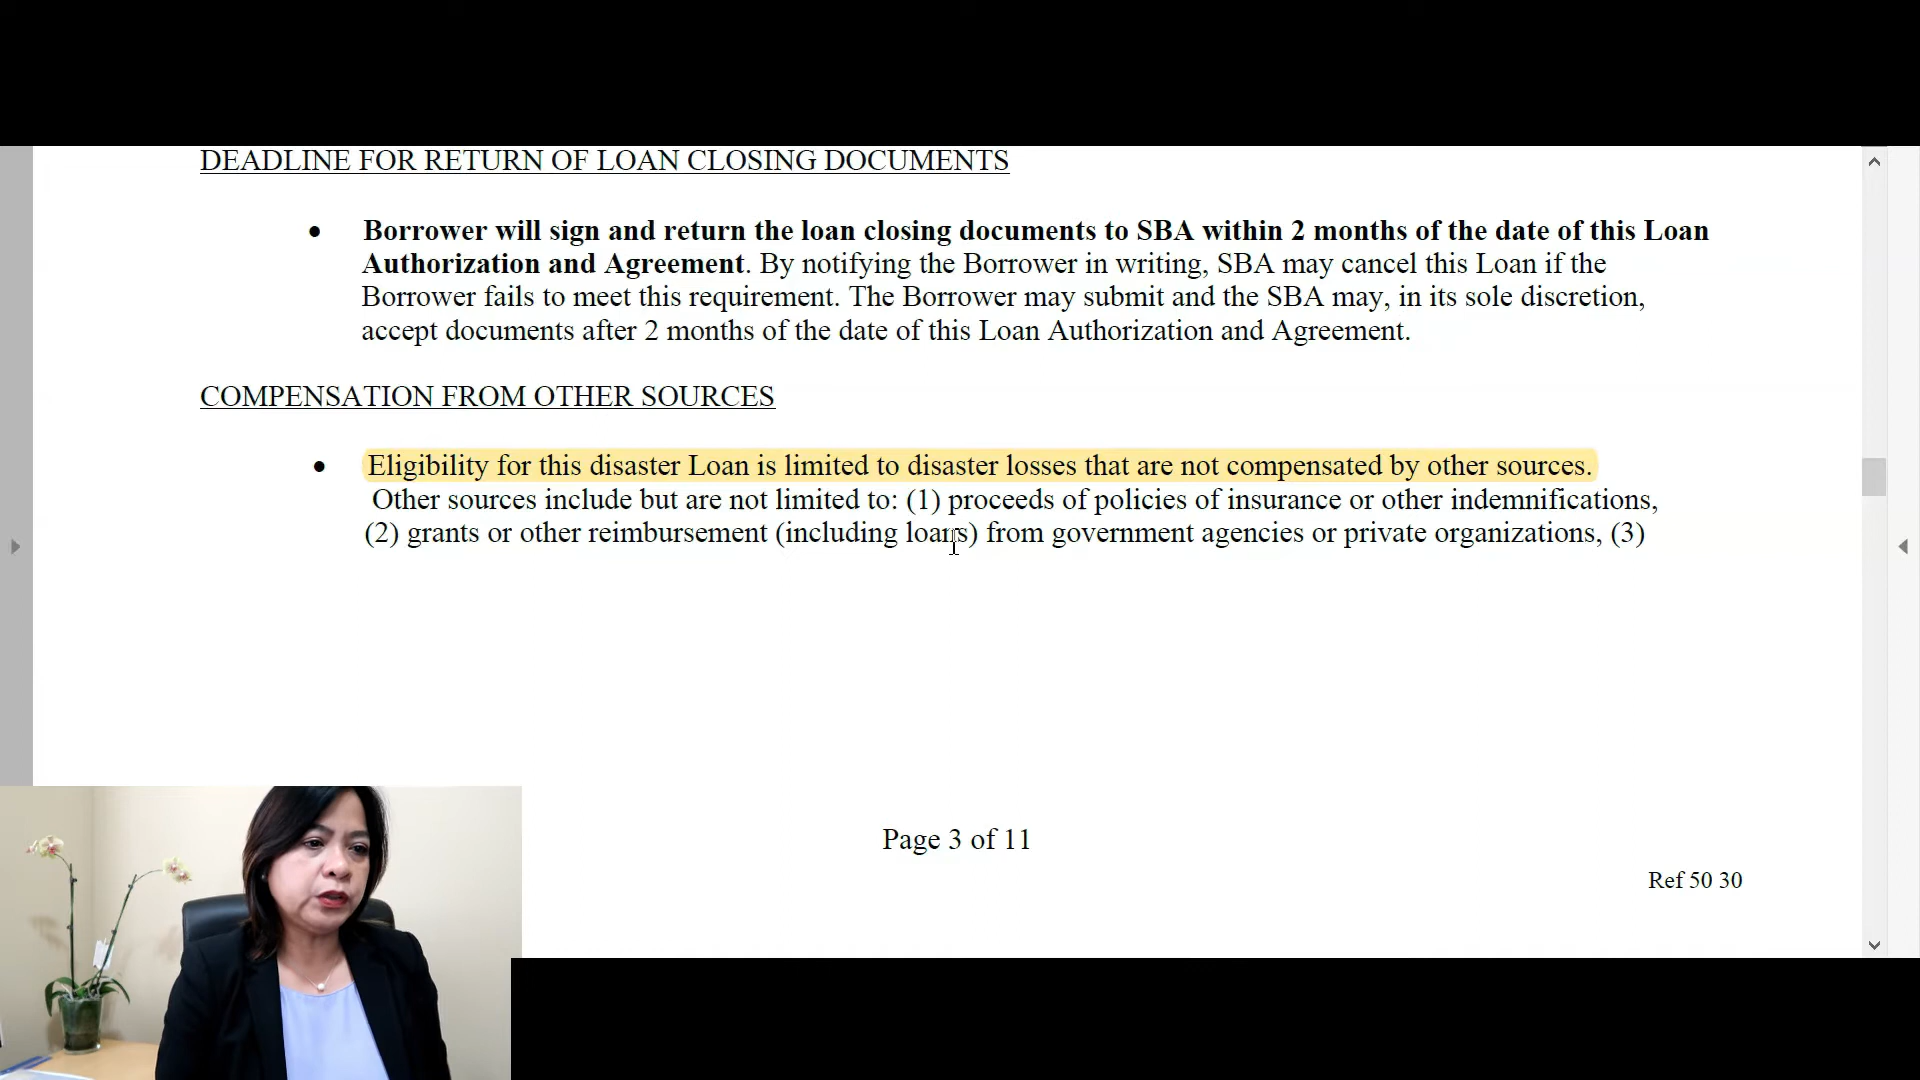 DEADLINE FOR RETURN OF LOAN CLOSING DOCUMENTS
• Borrower will sign and return the loan closing documents to SBA within 2 months of the date of this Loan
Authorization and Agreement. By notifying the Borrower in writing, SBA may cancel this Loan if the
Borrower fails to meet this requirement. The Borrower may submit and the SBA may, in its sole discretion,
accept documents after 2 months of the date of this Loan Authorization and Agreement.
COMPENSATION FROM OTHER SOURCES
• Eligibility for this disaster Loan is limited to disaster losses that are not compensated by other sources.
Other sources include but are not limited to: (1) proceeds of policies of insurance or other indemnifications,
(2) grants or other reimbursement (including loans) from government agencies or private organizations, (3)
Page 3 of 11
Ref 50 30